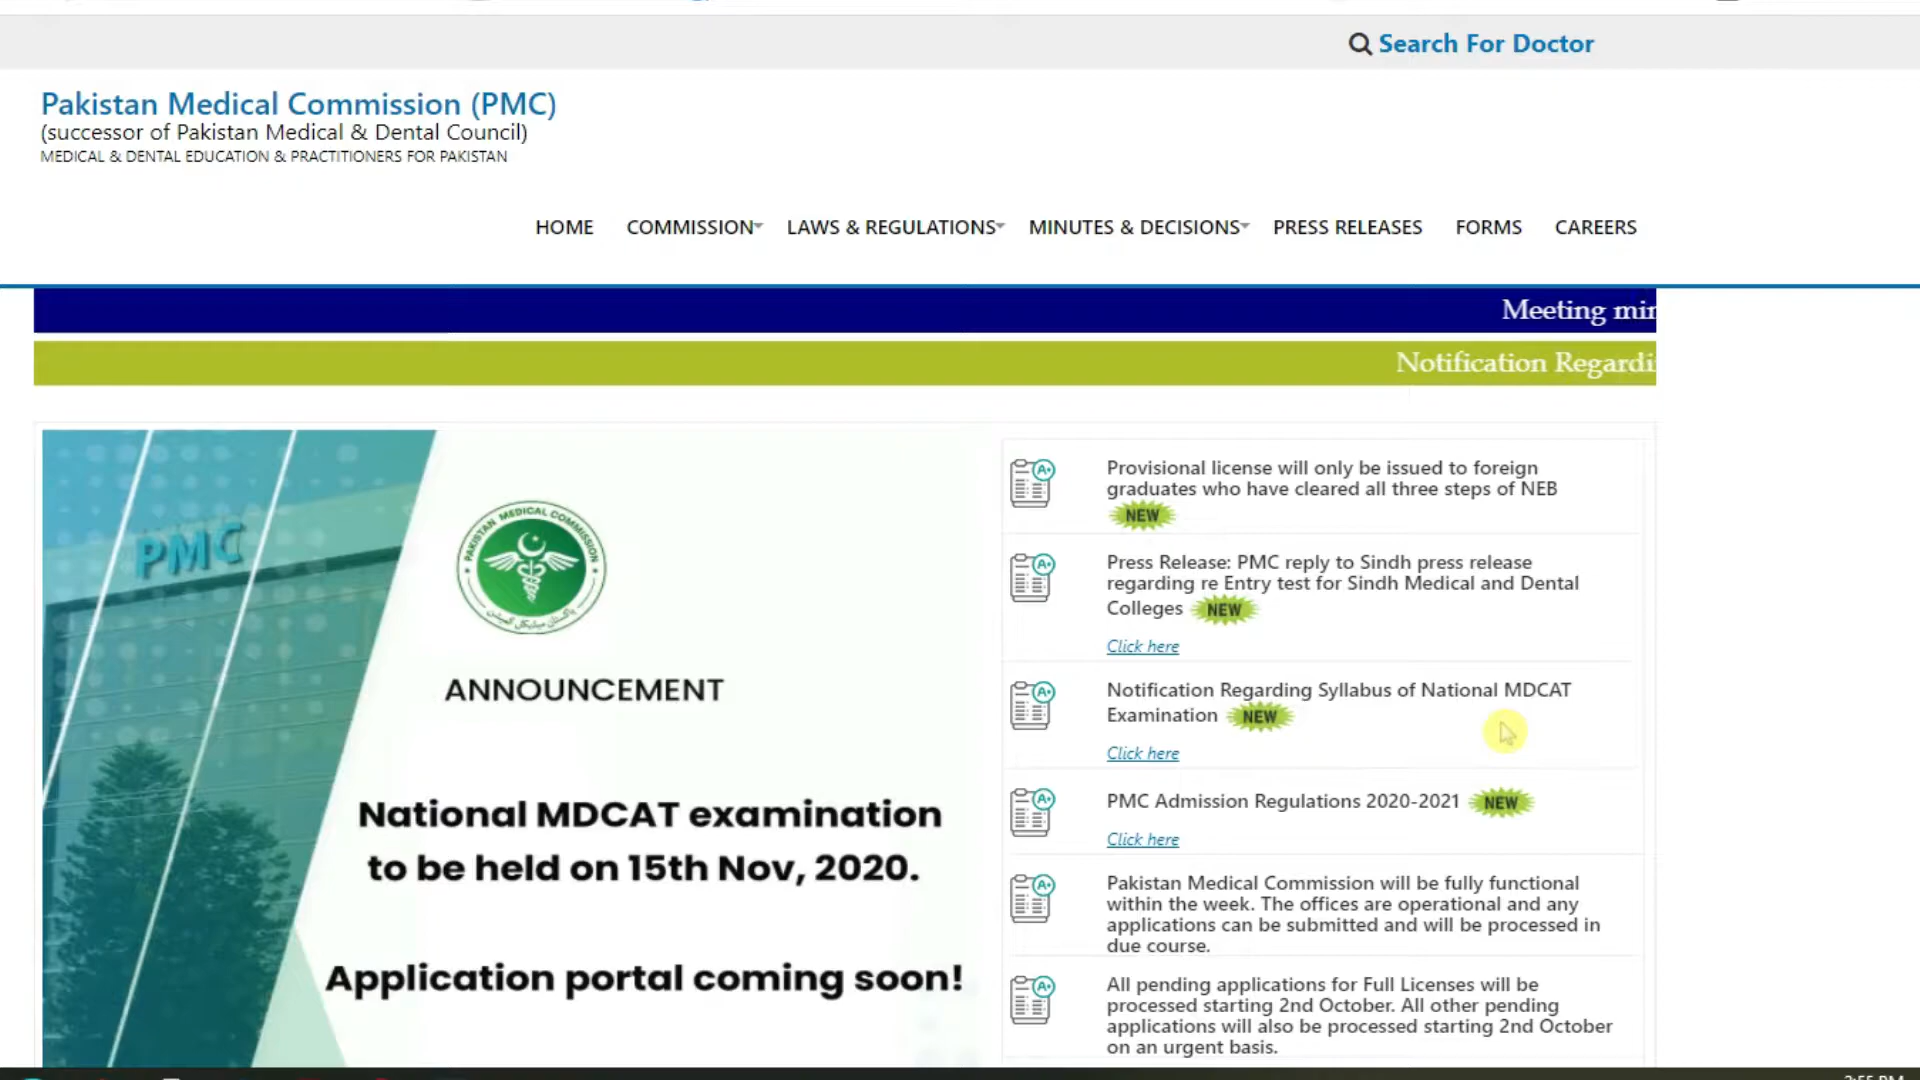 Search For Doctor
Pakistan Medical Commission (PMC)
(successor of Pakistan Medical & Dental Council)
MEDICAL & DENTAL EDUCATION & PRACTITIONERS FOR PAKISTAN
HOME COMMISSION LAWS & REGULATIONS MINUTES & DECISIONS PRESS RELEASES FORMS CAREERS
Meeting
Notification
PMC
PAKISTAN MEDICAL COMMISSION
پاکستان میڈیکل کمیشن
ANNOUNCEMENT
National MDCAT examination
to be held on 15th Nov, 2020.
Application portal coming soon!
Provisional license will only be issued to foreign
graduates who have cleared all three steps of NEB
NEW
Press Release: PMC reply to Sindh press release
regarding re Entry test for Sindh Medical and Dental
Colleges NEW
Click here
Notification Regarding Syllabus of National MDCAT
Examination NEW
Click here
PMC Admission Regulations 2020-2021 NEW
Click here
Pakistan Medical Commission will be fully functional
within the week. The offices are operational and any
applications can be submitted and will be processed in
due course.
All pending applications for Full Licenses will be
processed starting 2nd October. All other pending
applications will also be processed starting 2nd October
on an urgent basis.